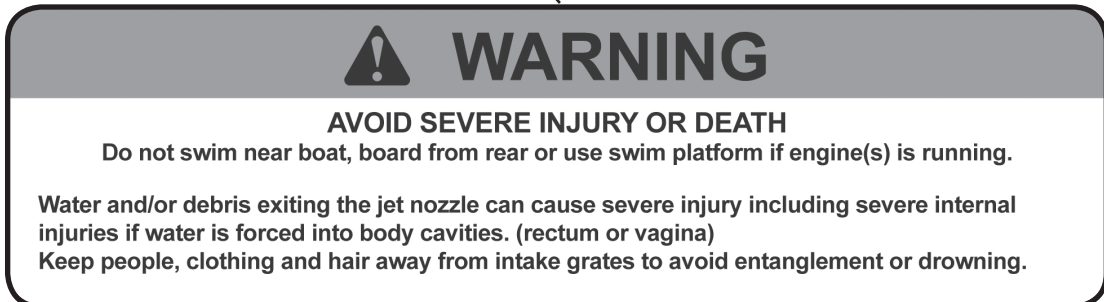 WARNING
AVOID SEVERE INJURY OR DEATH
Do not swim near boat, board from rear or use swim platform if engine(s) is running.
Water and/or debris exiting the jet nozzle can cause severe injury including severe internal
injuries if water is forced into body cavities. (rectum or vagina)
Keep people, clothing and hair away from intake grates to avoid entanglement or drowning.